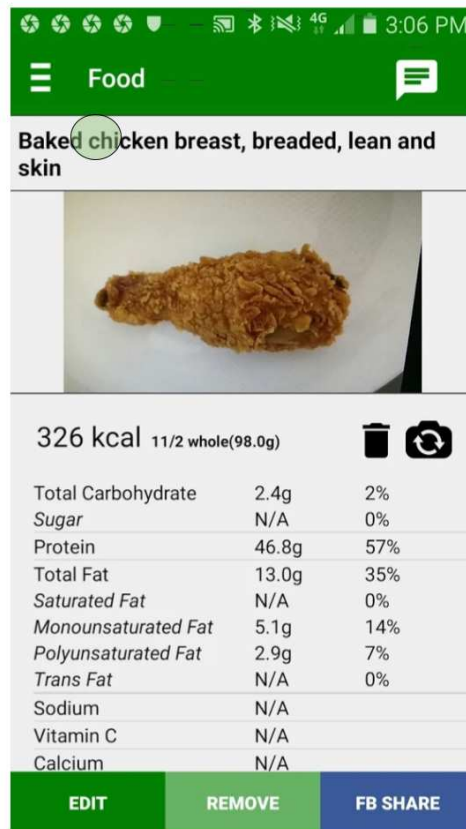 4G 3:06 PM
Food
Baked chicken breast, breaded, lean and
skin
326 kcal 11/2 whole(98.0g)
Total Carbohydrate 2.4g 2%
Sugar N/A 0%
Protein 46.8g 57%
Total Fat 13.0g 35%
Saturated Fat N/A 0%
Monounsaturated Fat 5.1g 14%
Polyunsaturated Fat 2.9g 7%
Trans Fat N/A 0%
Sodium N/A
Vitamin C N/A
Calcium N/A
EDIT REMOVE FB SHARE